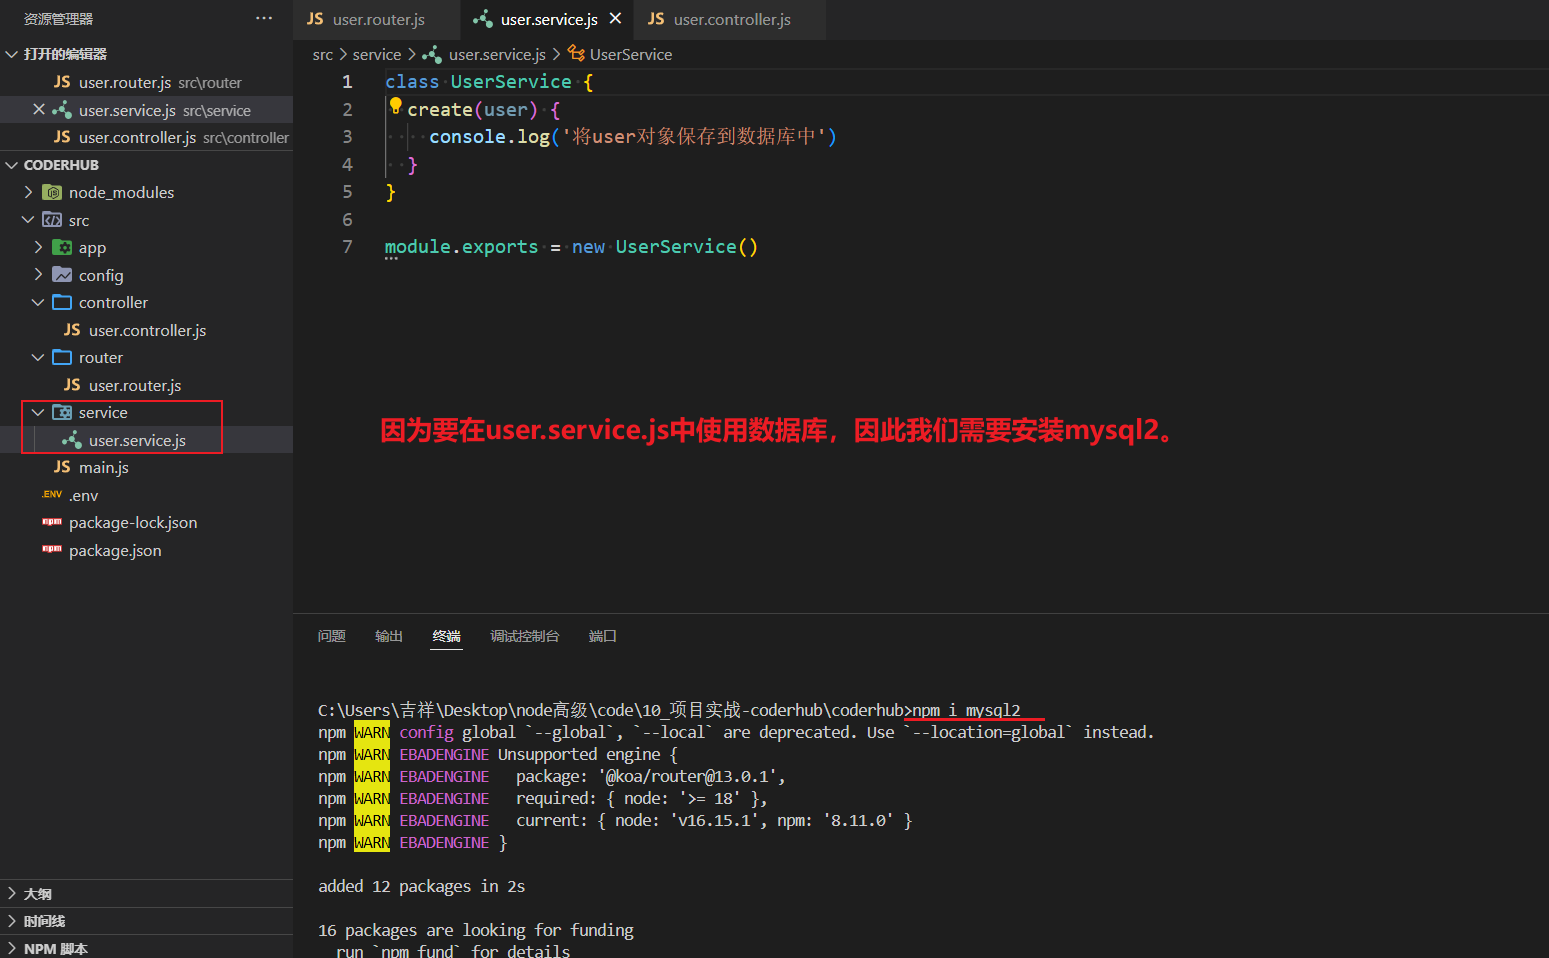 资源管理器 ···
打开的编辑器
JS user.router.js src\router
user.service.js src\service
JS user.controller.js src\controller
CODERHUB
node_modules
src
app
config
controller
JS user.controller.js
router
JS user.router.js
service
user.service.js
JS main.js
.ENV .env
npm package-lock.json
npm package.json
大纲
时间线
NPM 脚本
JS user.router.js
user.service.js
JS user.controller.js
src > service > user.service.js > UserService
1 class UserService {
2 create(user) {
3 console.log('将user对象保存到数据库中')
4 }
5 }
6
7 module.exports = new UserService()
因为要在user.service.js中使用数据库，因此我们需要安装mysql2。
问题 输出 终端 调试控制台 端口
C:\Users\吉祥\Desktop\node高级\code\10_项目实战-coderhub\coderhub>npm i mysql2
npm WARN config global `--global`, `--local` are deprecated. Use `--location=global` instead.
npm WARN EBADENGINE Unsupported engine {
npm WARN EBADENGINE package: '@koa/router@13.0.1',
npm WARN EBADENGINE required: { node: '>= 18' },
npm WARN EBADENGINE current: { node: 'v16.15.1', npm: '8.11.0' }
npm WARN EBADENGINE }
added 12 packages in 2s
16 packages are looking for funding
run `npm fund` for details